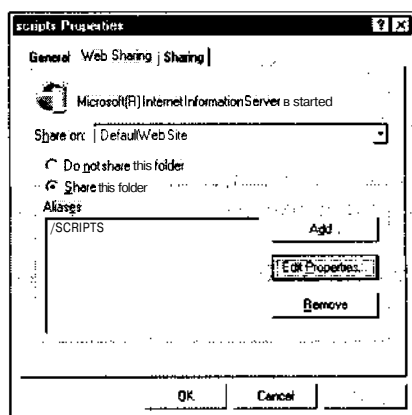 scripts Properties
General Web Sharing Sharing
Microsoft(R) Internet Information Server is started
Share on: Default Web Site
Do not share this folder
Share this folder
Aliases
/SCRIPTS
Add...
Edit Properties...
Remove
OK Cancel